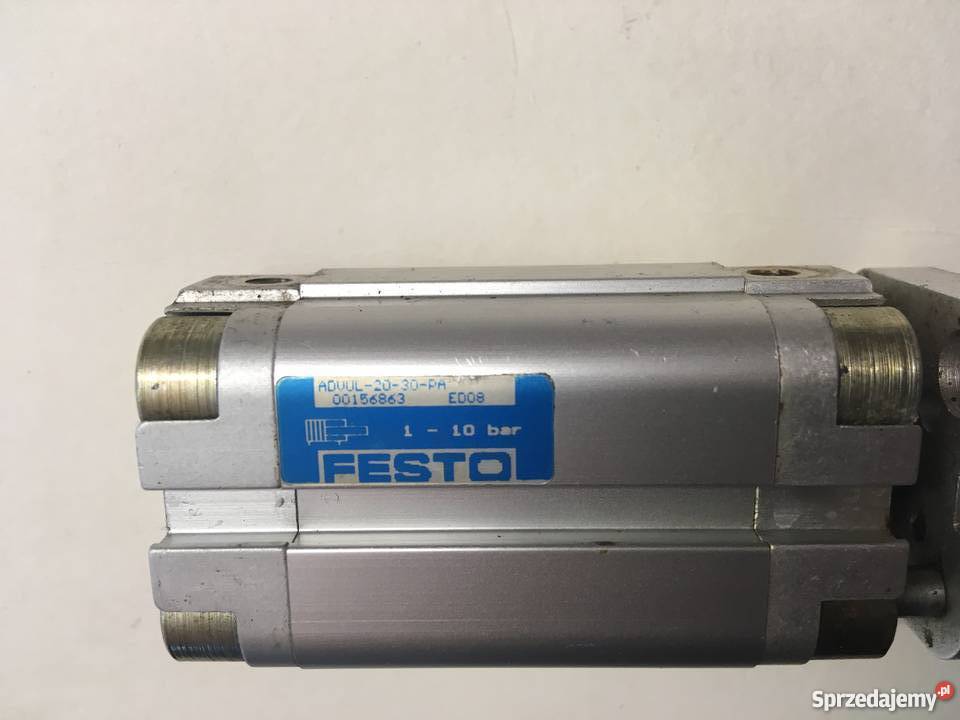 ADVUL-20-30-PA
00156863 ED08
1 - 10 bar
FESTO
Sprzedajemy.pl